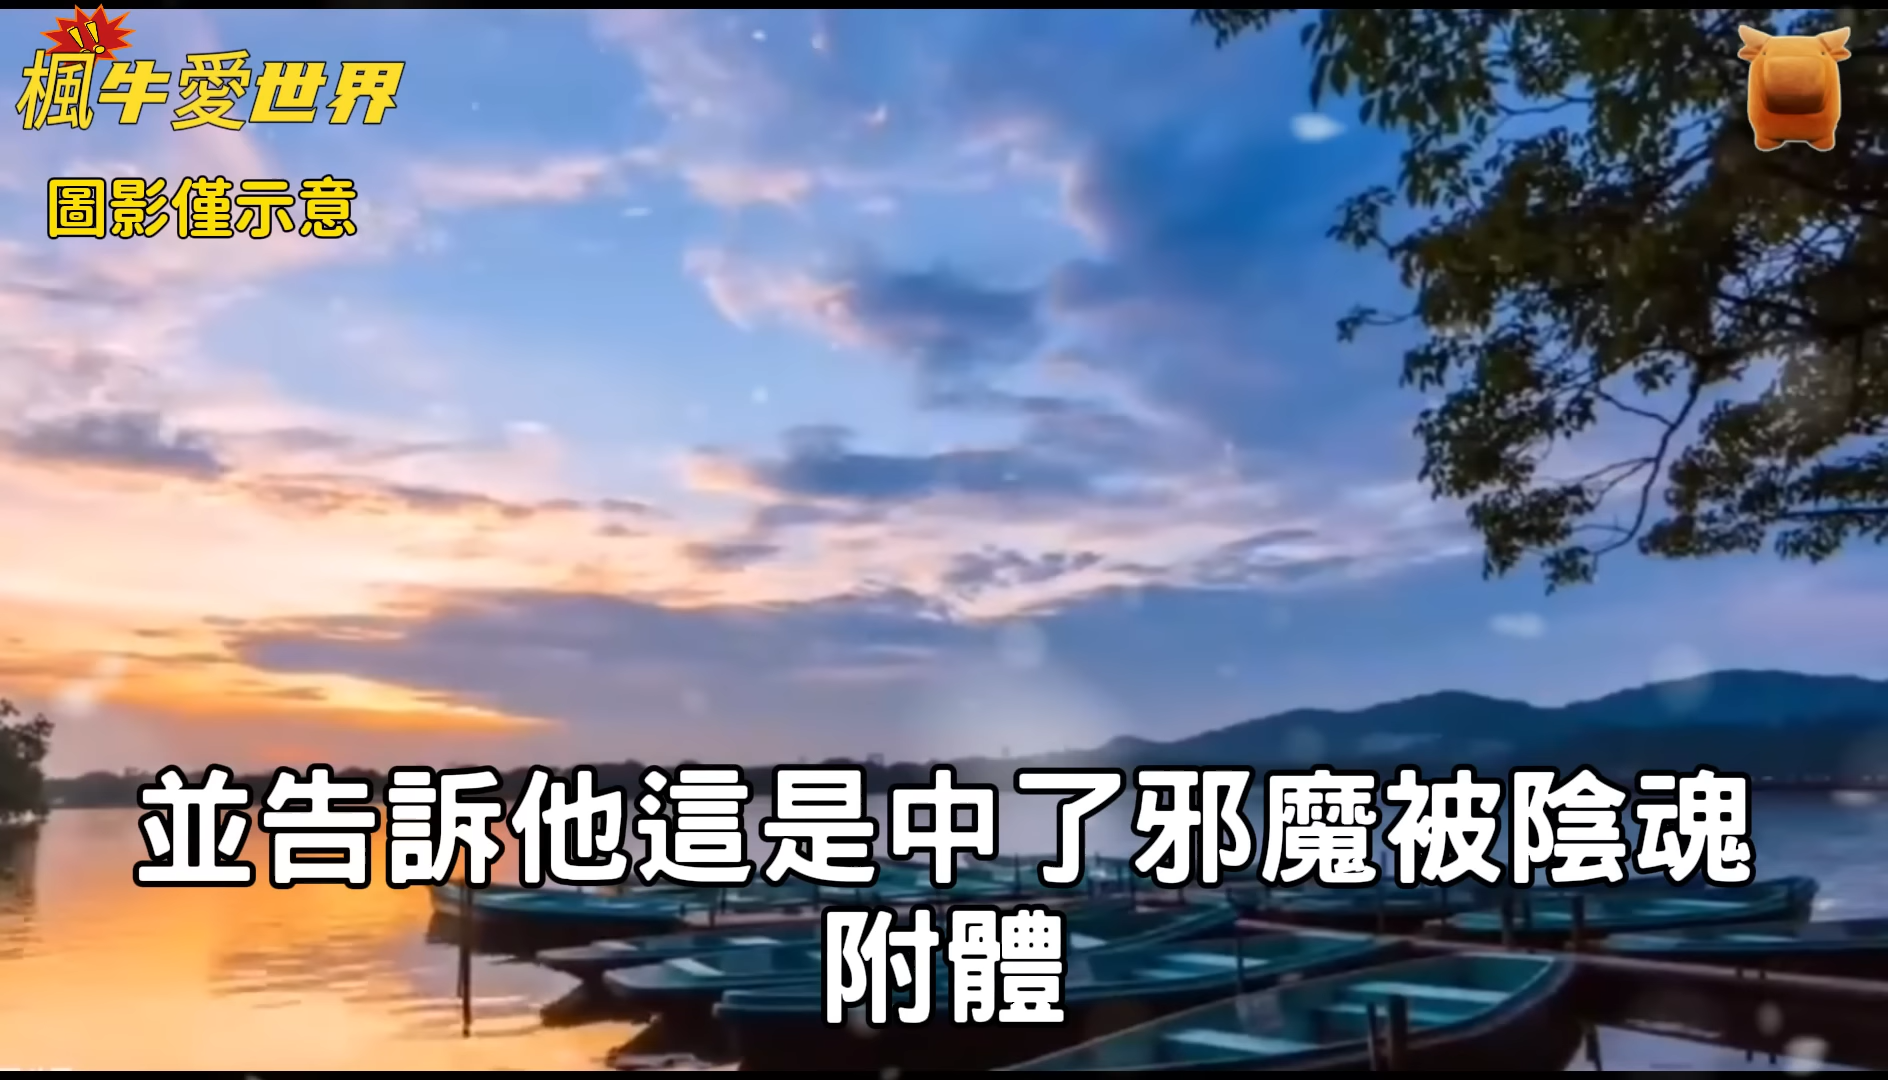 楓牛愛世界
圖影僅示意
並告訴他這是中了邪魔被陰魂
附體